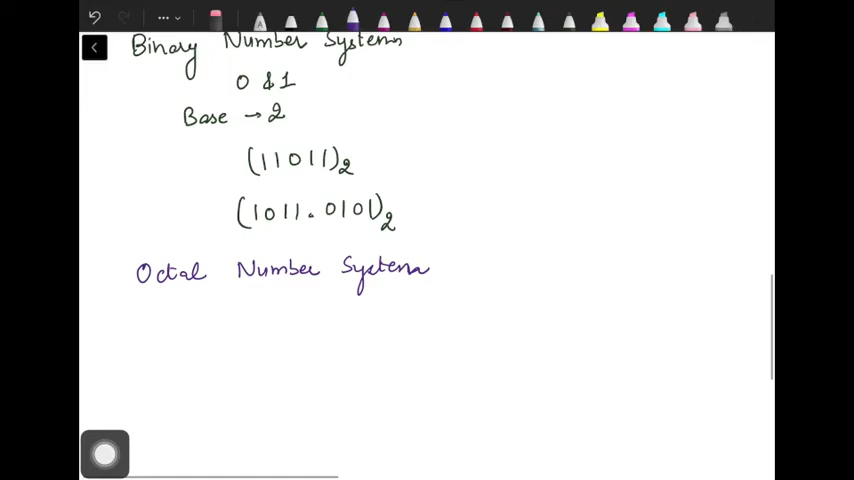 Binary Number System
0 & 1
Base → 2
(11011)2
(1011.0101)2
Octal Number System